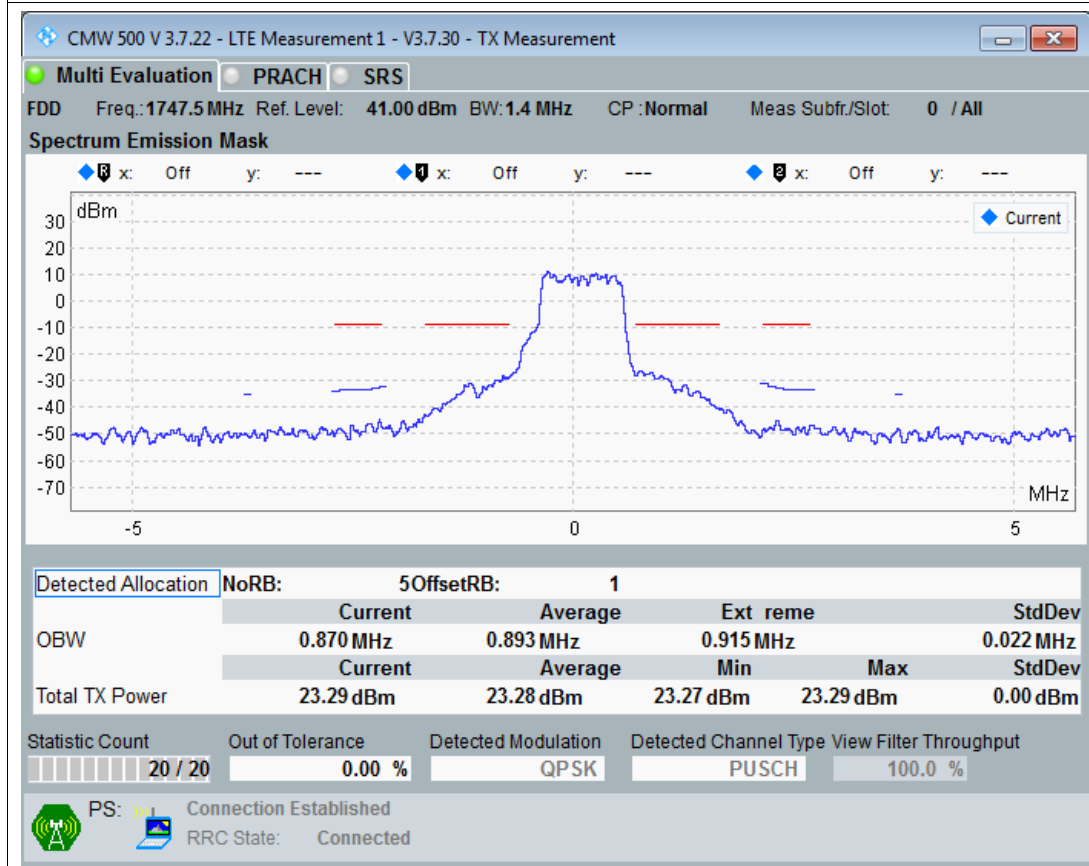 CMW 500 V 3.7.22 - LTE Measurement 1 - V3.7.30 - TX Measurement
Multi Evaluation PRACH SRS
FDD Freq.: 1747.5 MHz Ref. Level: 41.00 dBm BW: 1.4 MHz CP : Normal Meas Subfr./Slot: 0 / All
Spectrum Emission Mask
R x: Off y: --- 1 x: Off y: --- 2 x: Off y: ---
dBm
Current
30
20
10
0
-10
-20
-30
-40
-50
-60
-70
MHz
-5 0 5
Detected Allocation NoRB: 5 OffsetRB: 1
Current Average Ext reme StdDev
OBW 0.870 MHz 0.893 MHz 0.915 MHz 0.022 MHz
Current Average Min Max StdDev
Total TX Power 23.29 dBm 23.28 dBm 23.27 dBm 23.29 dBm 0.00 dBm
Statistic Count Out of Tolerance Detected Modulation Detected Channel Type View Filter Throughput
20 / 20 0.00 % QPSK PUSCH 100.0 %
PS: Connection Established
RRC State: Connected